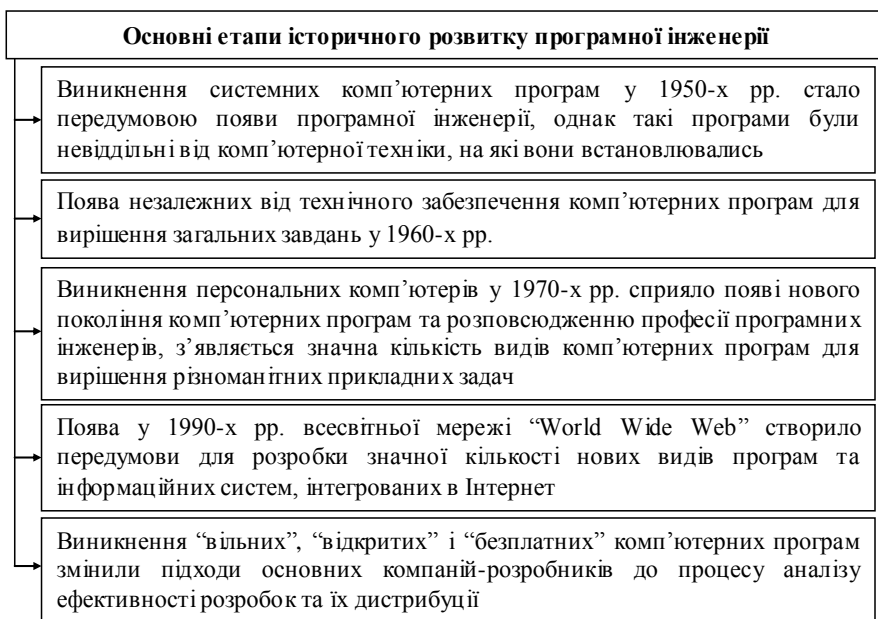 Основні етапи історичного розвитку програмної інженерії
Виникнення системних комп’ютерних програм у 1950-х рр. стало
передумовою появи програмної інженерії, однак такі програми були
невіддільні від комп’ютерної техніки, на які вони встановлювались
Поява незалежних від технічного забезпечення комп’ютерних програм для
вирішення загальних завдань у 1960-х рр.
Виникнення персональних комп’ютерів у 1970-х рр. сприяло появі нового
покоління комп’ютерних програм та розповсюдженню професії програмних
інженерів, з’являється значна кількість видів комп’ютерних програм для
вирішення різноманітних прикладних задач
Поява у 1990-х рр. всесвітньої мережі “World Wide Web” створило
передумови для розробки значної кількості нових видів програм та
інформаційних систем, інтегрованих в Інтернет
Виникнення “вільних”, “відкритих” і “безплатних” комп’ютерних програм
змінили підходи основних компаній-розробників до процесу аналізу
ефективності розробок та їх дистрибуції